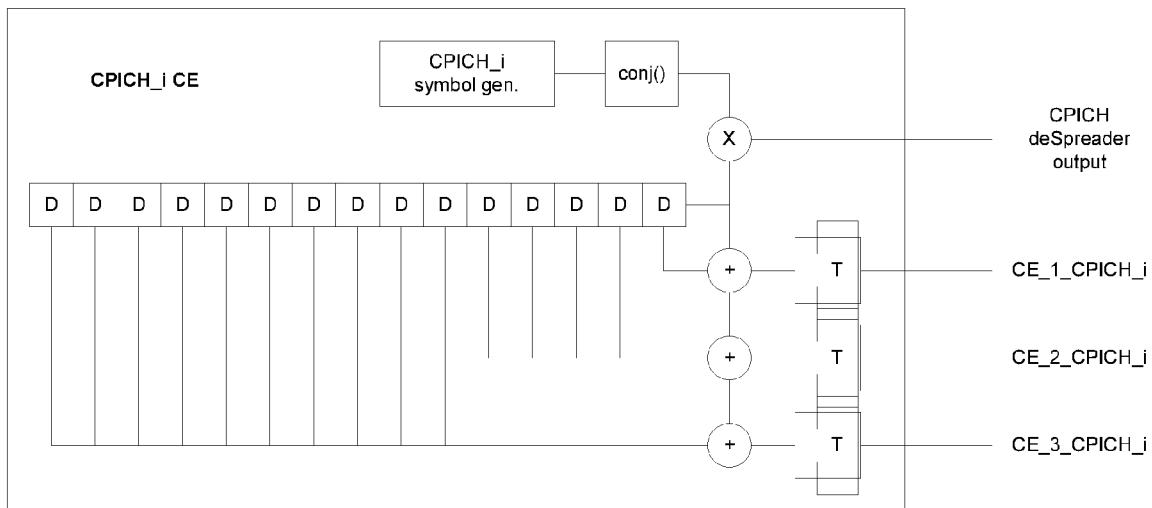 CPICH_i CE
CPICH_i
symbol gen.
conj()
X
CPICH
deSpreader
output
D D D D D D D D D D D D D D D
+ T CE_1_CPICH_i
+ T CE_2_CPICH_i
+ T CE_3_CPICH_i